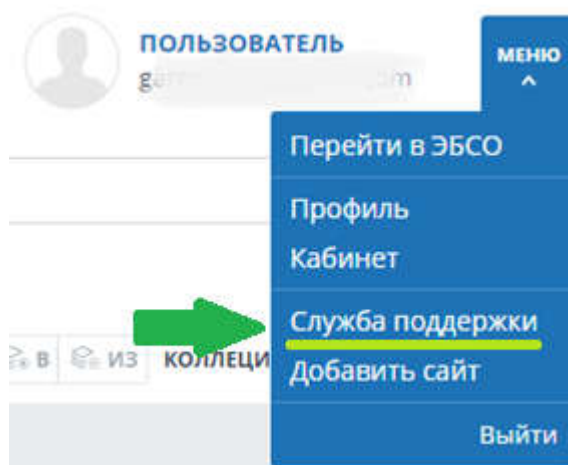 ПОЛЬЗОВАТЕЛЬ
МЕНЮ
Перейти в ЭБСО
Профиль
Кабинет
Служба поддержки
В ИЗ КОЛЛЕЦИ
Добавить сайт
Выйти